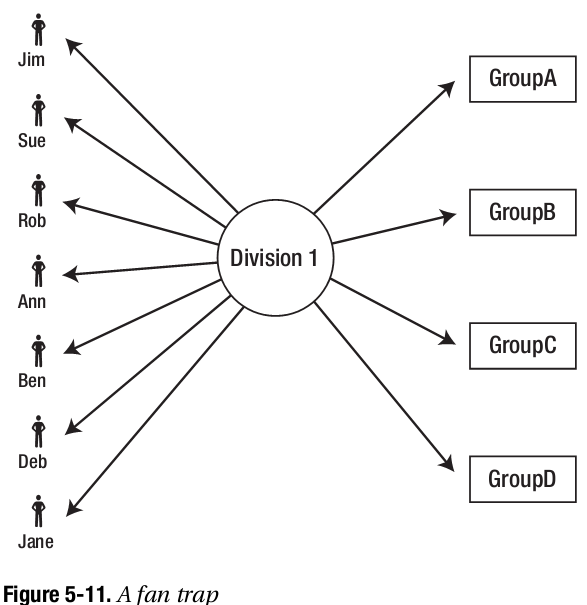 Jim
Sue
Rob
Ann
Ben
Deb
Jane
Division 1
GroupA
GroupB
GroupC
GroupD
Figure 5-11. A fan trap